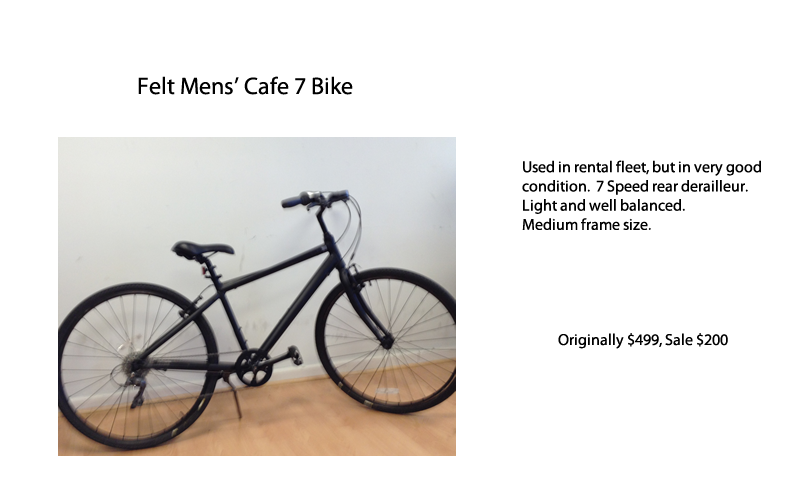 Felt Mens’ Cafe 7 Bike
Used in rental fleet, but in very good
condition.  7 Speed rear derailleur.
Light and well balanced.
Medium frame size.
Originally $499, Sale $200